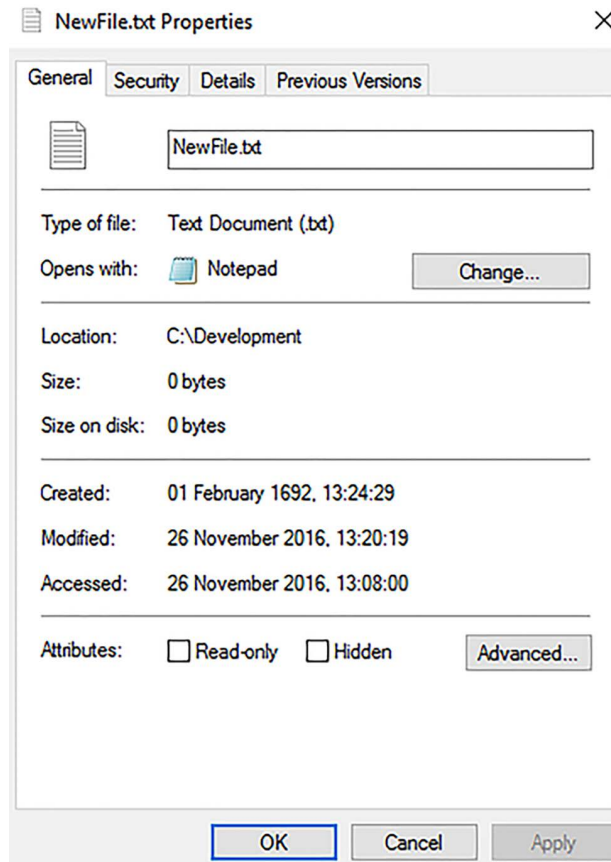 NewFile.txt Properties
General Security Details Previous Versions
NewFile.txt
Type of file: Text Document (.txt)
Opens with: Notepad Change...
Location: C:\Development
Size: 0 bytes
Size on disk: 0 bytes
Created: 01 February 1692, 13:24:29
Modified: 26 November 2016, 13:20:19
Accessed: 26 November 2016, 13:08:00
Attributes: Read-only Hidden Advanced...
OK Cancel Apply